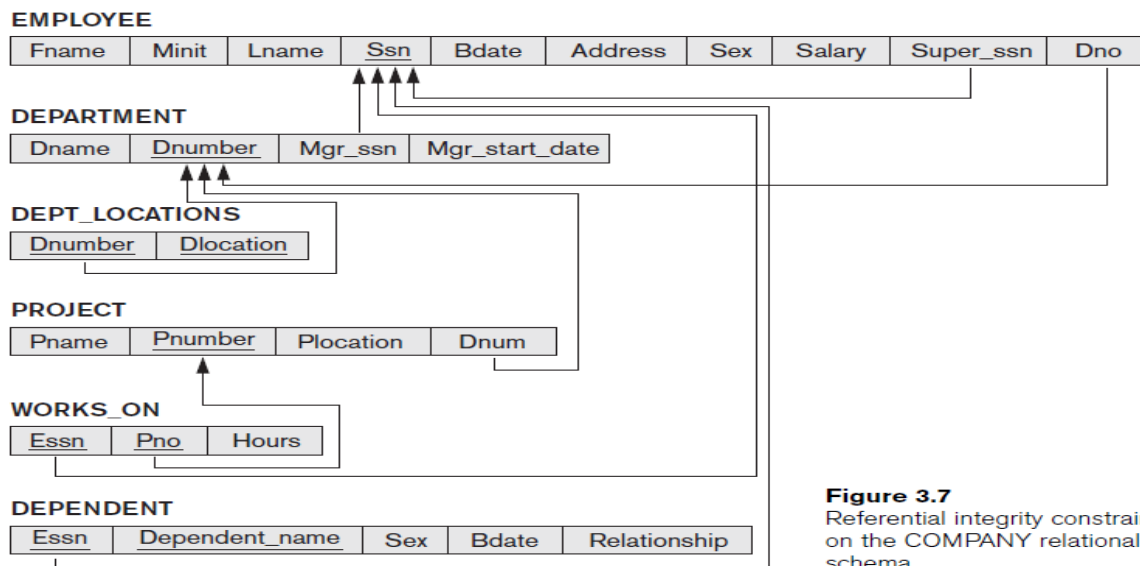 EMPLOYEE
Fname Minit Lname Ssn Bdate Address Sex Salary Super_ssn Dno
DEPARTMENT
Dname Dnumber Mgr_ssn Mgr_start_date
DEPT_LOCATIONS
Dnumber Dlocation
PROJECT
Pname Pnumber Plocation Dnum
WORKS_ON
Essn Pno Hours
DEPENDENT
Essn Dependent_name Sex Bdate Relationship
Figure 3.7
Referential integrity constrai
on the COMPANY relational
schema